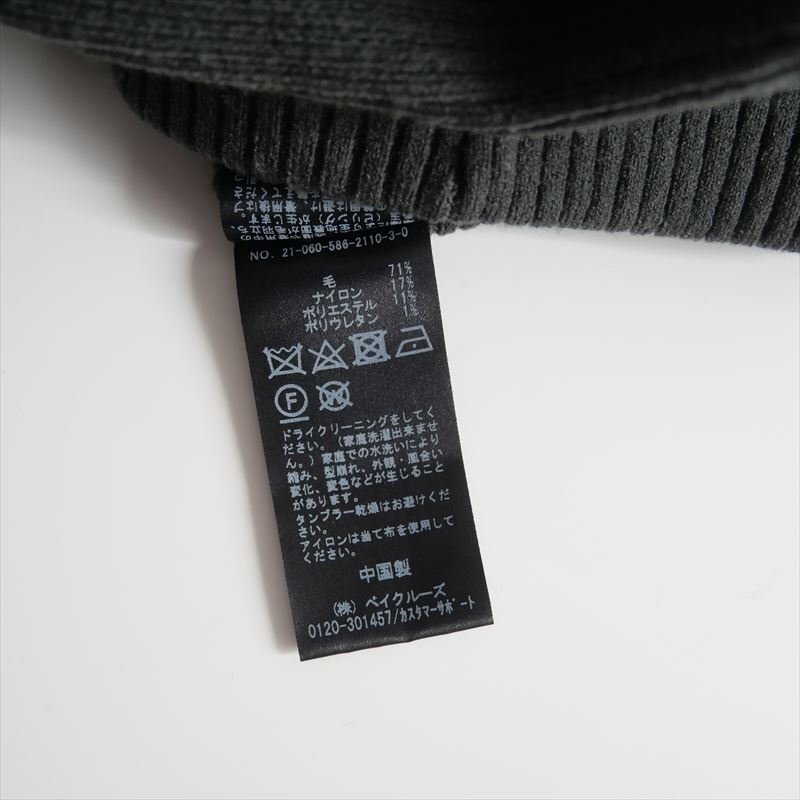 NO. 21-060-586-2110-3-0
毛 71%
ナイロン 17%
ポリエステル 11%
ポリウレタン 1%
F
W
ドライクリーニングをしてく
ださい。(家庭洗濯出来ませ
ん。)家庭での水洗いにより
縮み、型崩れ、外観・風合い
変化、変色などが生じること
があります。
タンブラー乾燥はお避けくだ
さい。
アイロンは当て布を使用して
ください。
中国製
(株) ベイクルーズ
0120-301457/カスタマーサポート